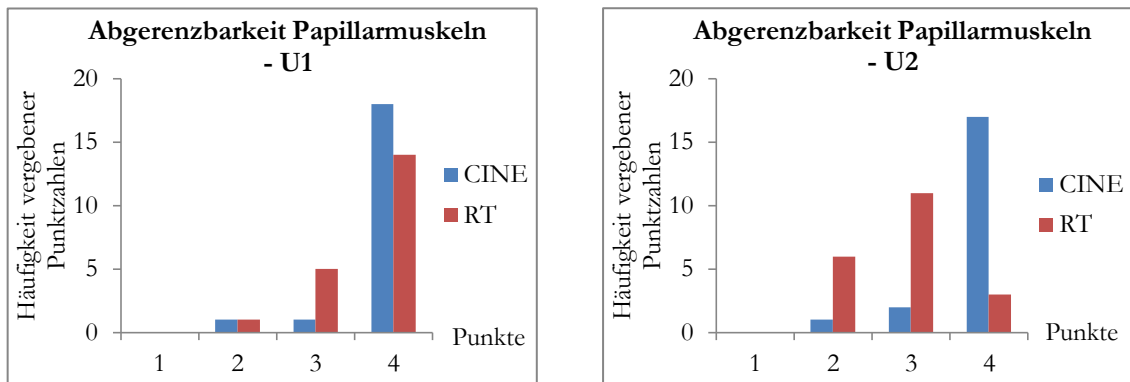 Abgerenzbarkeit Papillarmuskeln
- U1
Häufigkeit vergebener
Punktzahlen
20
15
10
5
0
1 2 3 4
Punkte
CINE
RT
Abgerenzbarkeit Papillarmuskeln
- U2
Häufigkeit vergebener
Punktzahlen
20
15
10
5
0
1 2 3 4
Punkte
CINE
RT